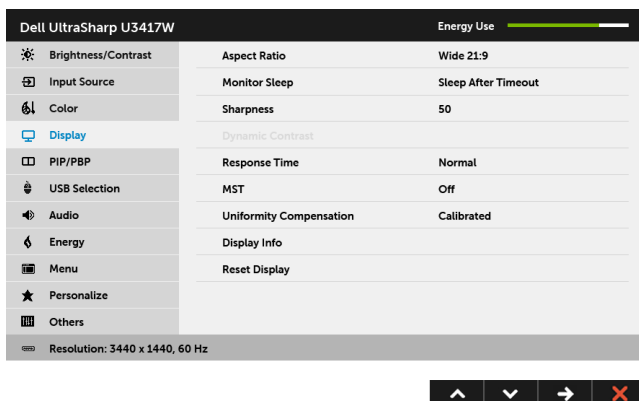 Dell UltraSharp U3417W Energy Use
Brightness/Contrast Aspect Ratio Wide 21:9
Input Source Monitor Sleep Sleep After Timeout
Color Sharpness 50
Display Dynamic Contrast
PIP/PBP Response Time Normal
USB Selection MST Off
Audio Uniformity Compensation Calibrated
Energy Display Info
Menu Reset Display
Personalize
Others
Resolution: 3440 x 1440, 60 Hz